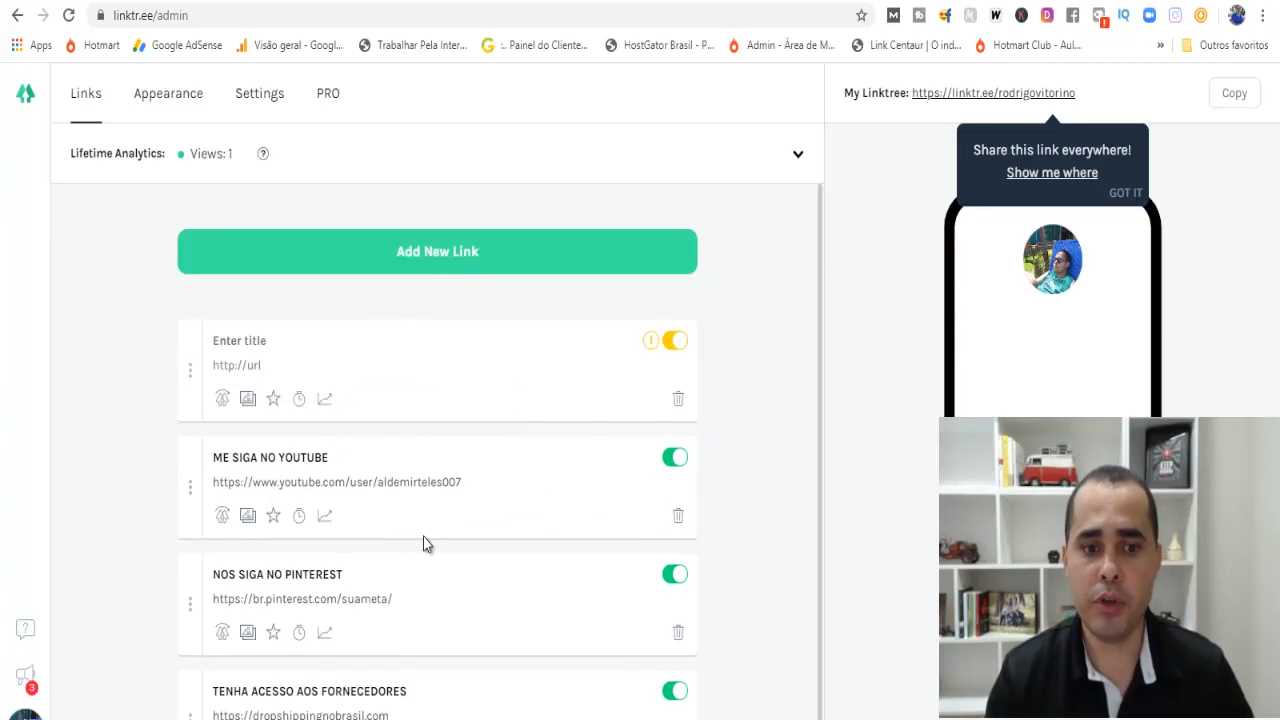 linktr.ee/admin
Apps
Hotmart
Google AdSense
Visão geral - Googl...
Trabalhar Pela Inter...
:. Painel do Cliente...
HostGator Brasil - P...
Admin - Área de M...
Link Centaur | O ind...
Hotmart Club - Aul...
»
Outros favoritos
Links
Appearance
Settings
PRO
My Linktree: https://linktr.ee/rodrigovitorino
Copy
Share this link everywhere!
Show me where
GOT IT
Lifetime Analytics:
Views: 1
?
Add New Link
Enter title
http://url
ME SIGA NO YOUTUBE
https://www.youtube.com/user/aldemirteles007
NOS SIGA NO PINTEREST
https://br.pinterest.com/suameta/
TENHA ACESSO AOS FORNECEDORES
https://dropshippingnobrasil.com
3